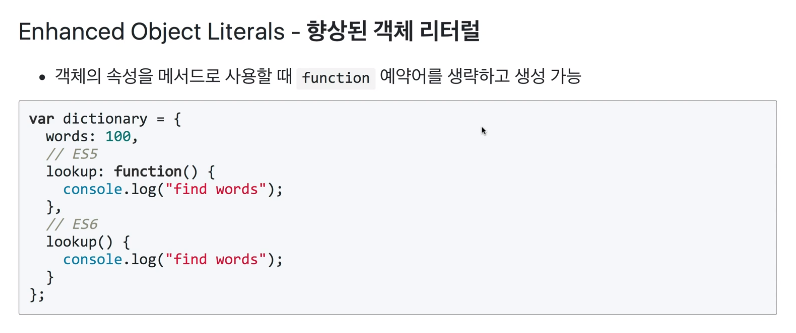 Enhanced Object Literals - 향상된 객체 리터럴
• 객체의 속성을 메서드로 사용할 때 function 예약어를 생략하고 생성 가능
var dictionary = {
  words: 100,
  // ES5
  lookup: function() {
    console.log("find words");
  },
  // ES6
  lookup() {
    console.log("find words");
  }
};